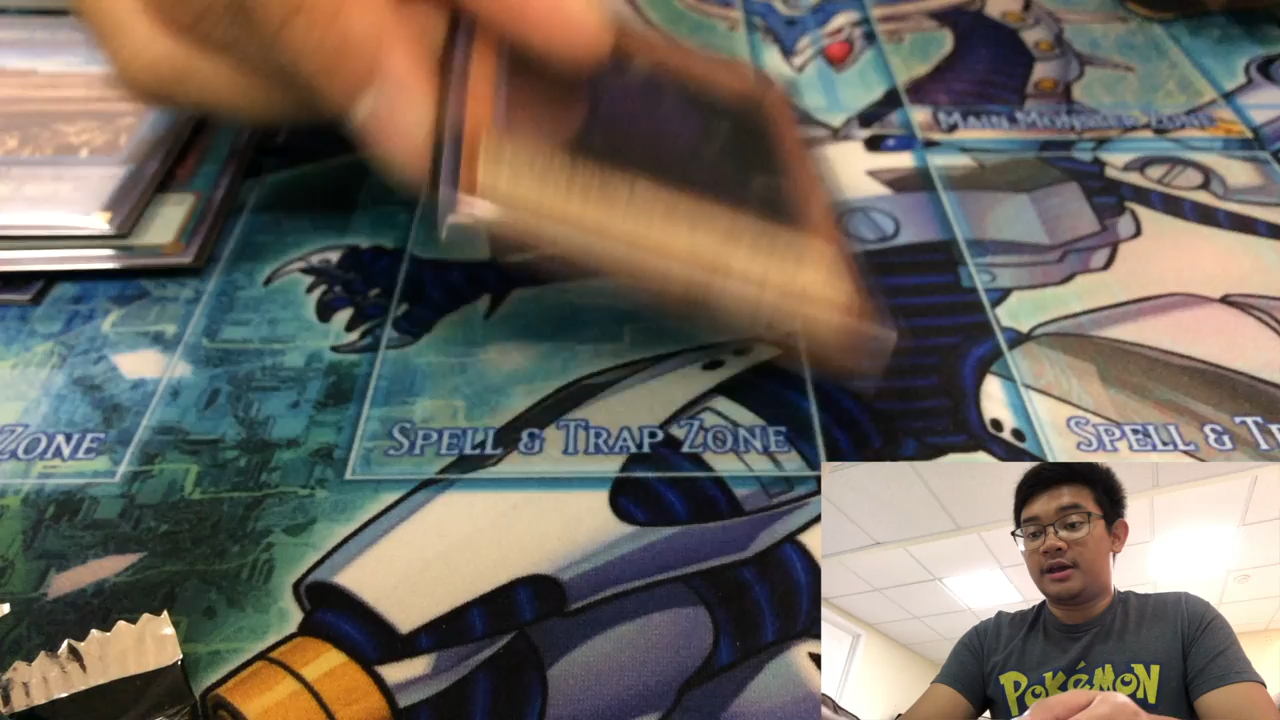 MAIN MONSTER ZONE
ZONE
SPELL & TRAP ZONE
SPELL & T
POKéMON